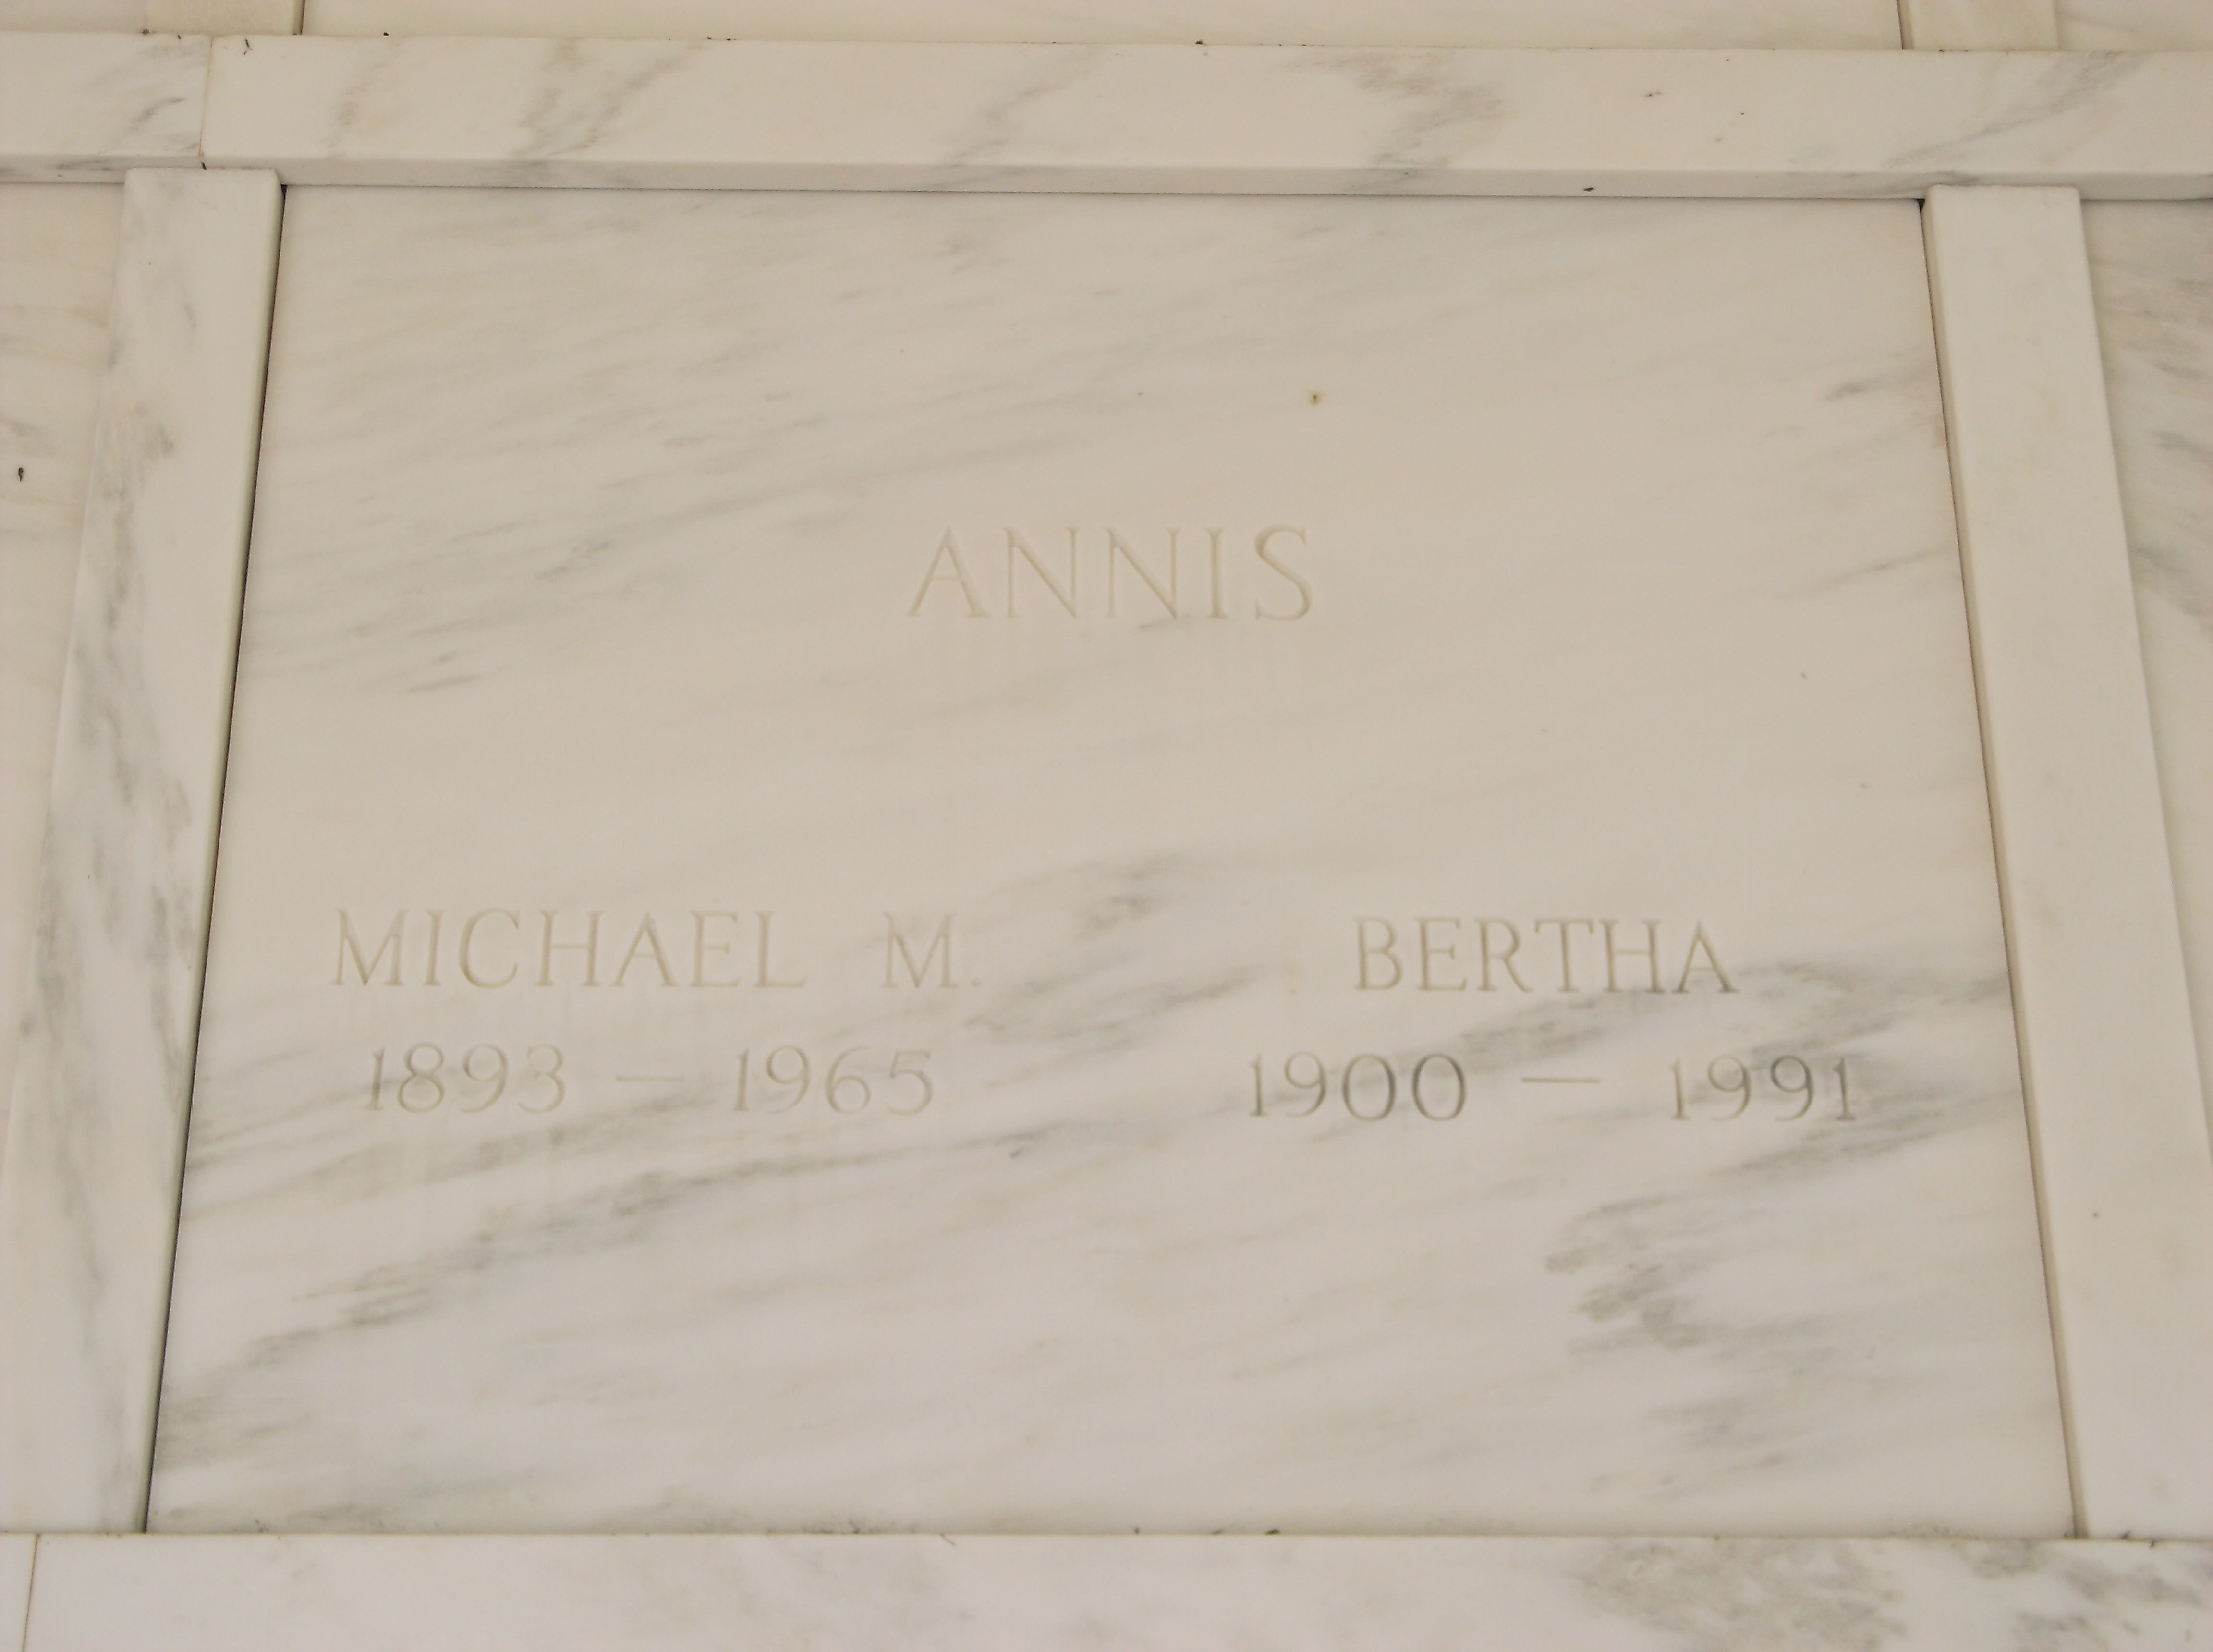 ANNIS
MICHAEL M. BERTHA
1893 — 1965 1900 — 1991